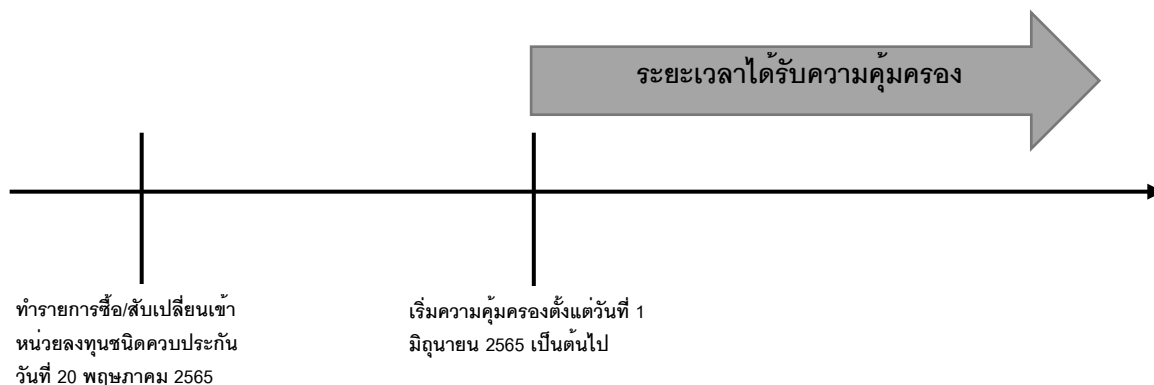 ระยะเวลาได้รับความคุ้มครอง
ทำรายการซื้อ/สับเปลี่ยนเข้า
หน่วยลงทุนชนิดควบประกัน
วันที่ 20 พฤษภาคม 2565
เริ่มความคุ้มครองตั้งแต่วันที่ 1
มิถุนายน 2565 เป็นต้นไป